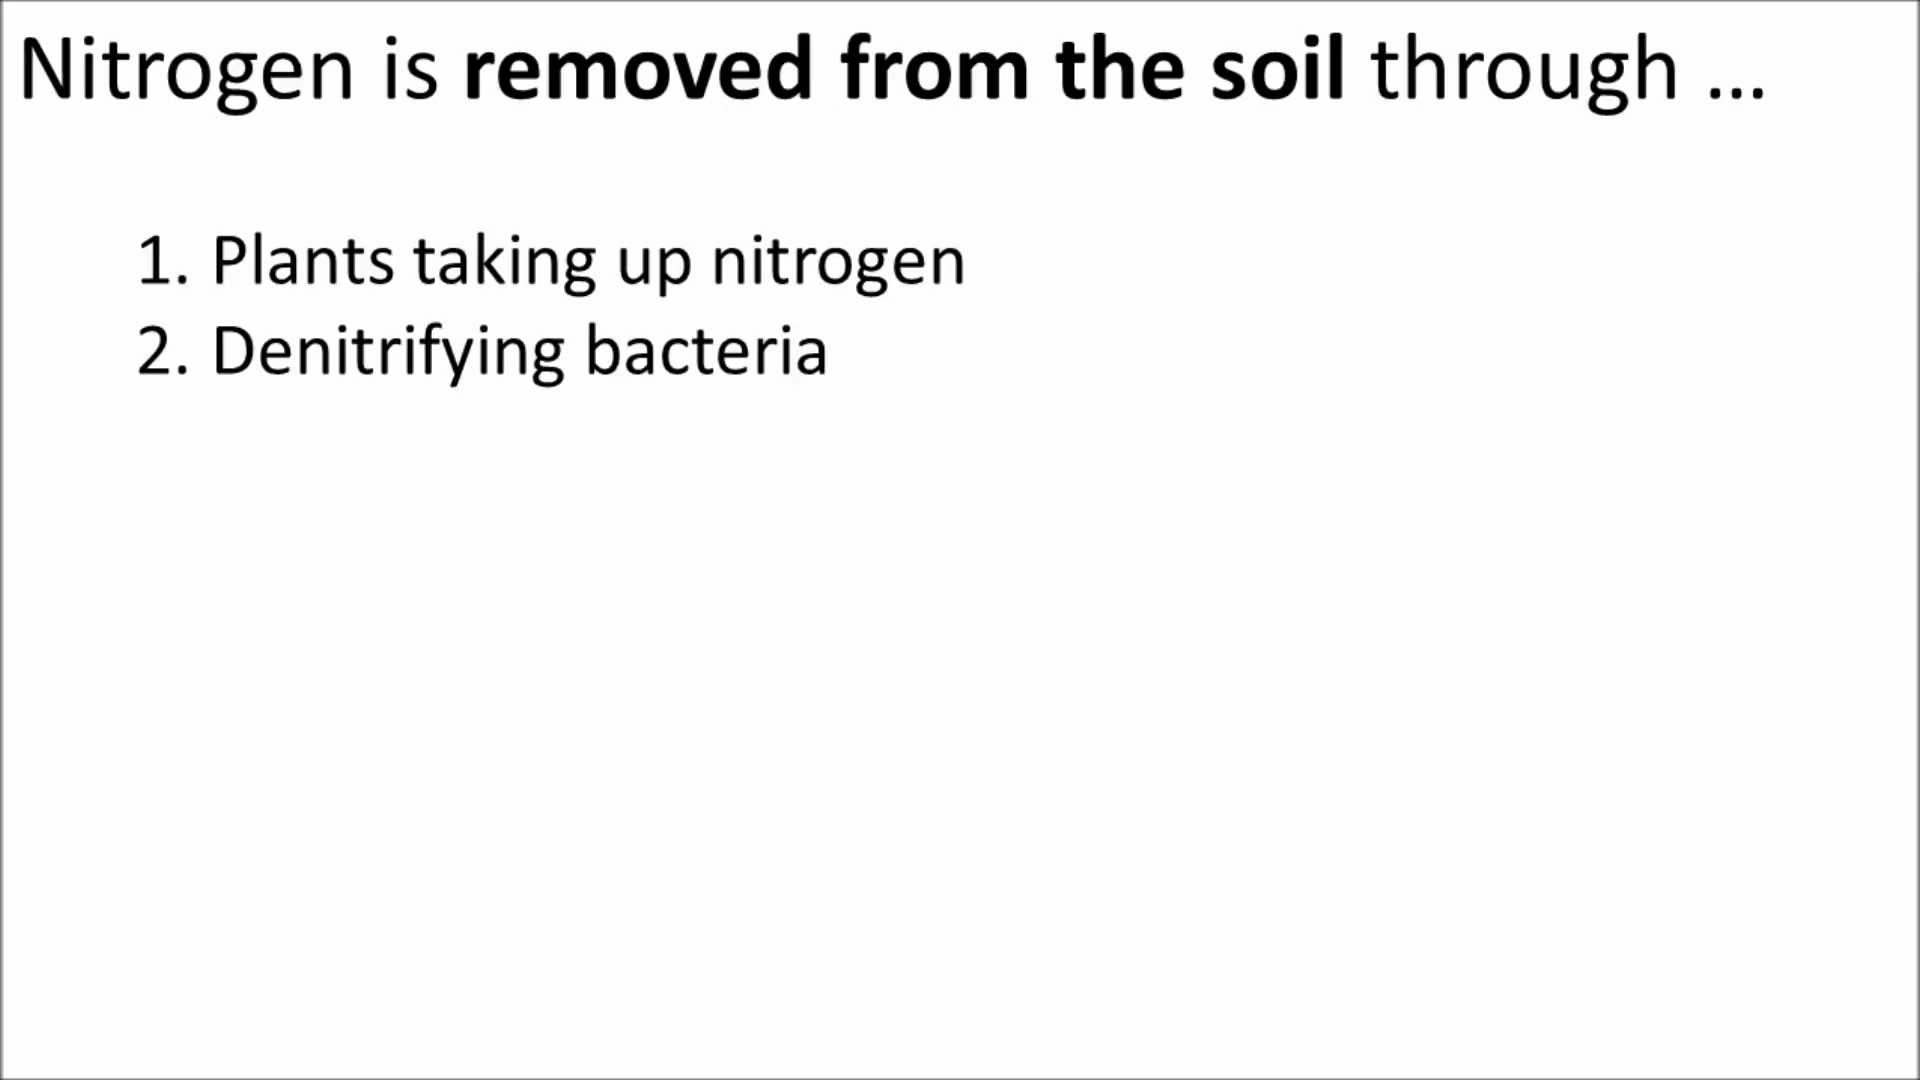 Nitrogen is removed from the soil through ...
1. Plants taking up nitrogen
2. Denitrifying bacteria